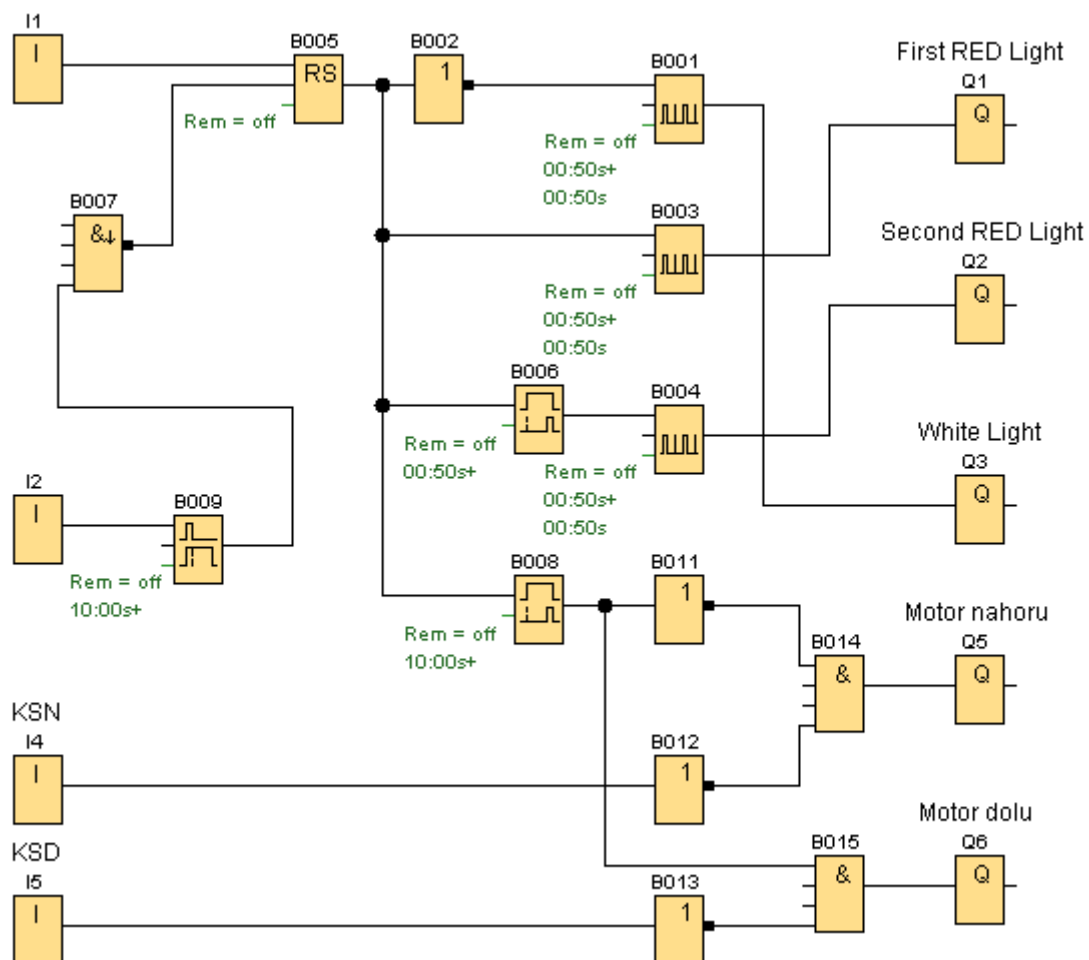 I1
I
B005
RS
Rem = off
B002
1
B001
Rem = off
00:50s+
00:50s
First RED Light
Q1
Q
B007
&↓
B003
Rem = off
00:50s+
00:50s
Second RED Light
Q2
Q
B006
Rem = off
00:50s+
B004
Rem = off
00:50s+
00:50s
White Light
Q3
Q
I2
I
B009
Rem = off
10:00s+
B008
Rem = off
10:00s+
B011
1
B014
&
Motor nahoru
Q5
Q
KSN
I4
I
B012
1
KSD
I5
I
B013
1
B015
&
Motor dolu
Q6
Q